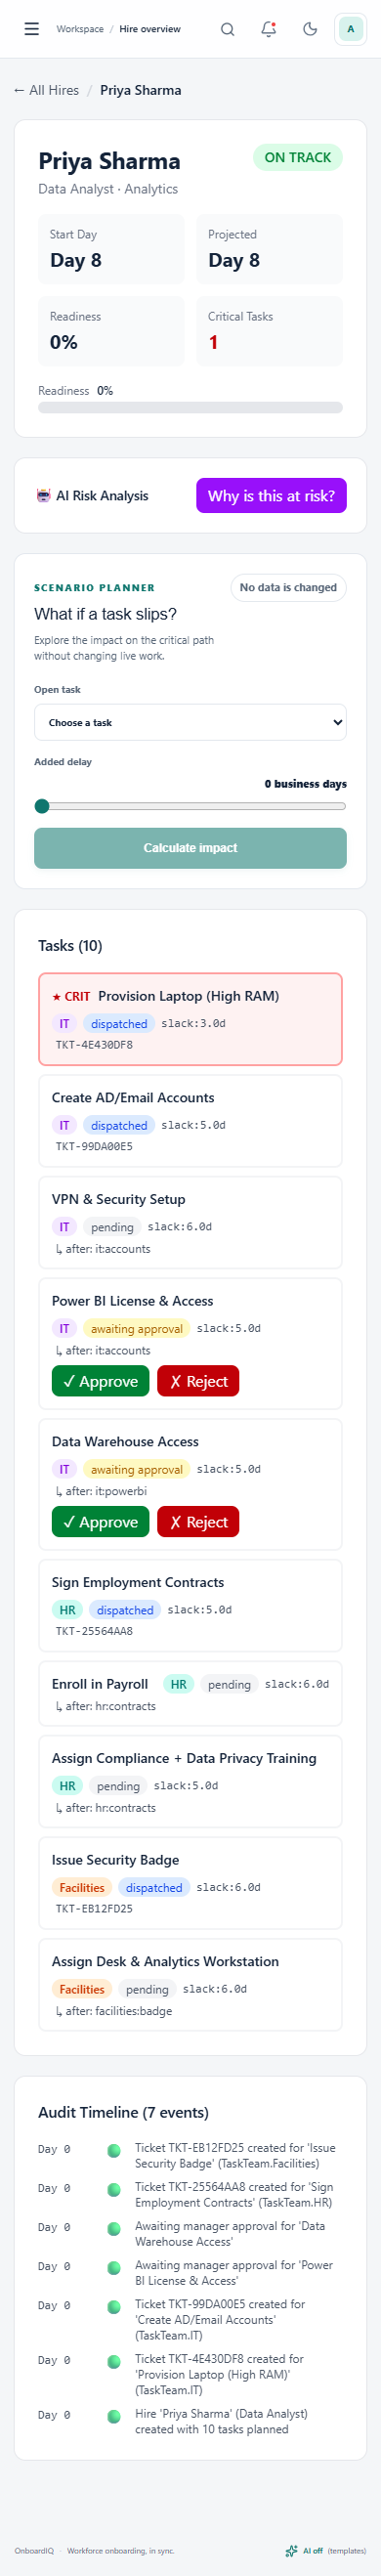 Workspace / Hire overview
A
← All Hires / Priya Sharma
Priya Sharma
ON TRACK
Data Analyst · Analytics
Start Day
Projected
Day 8
Day 8
Readiness
Critical Tasks
0%
1
Readiness 0%
AI Risk Analysis
Why is this at risk?
SCENARIO PLANNER
No data is changed
What if a task slips?
Explore the impact on the critical path
without changing live work.
Open task
Choose a task
Added delay
0 business days
Calculate impact
Tasks (10)
★ CRIT Provision Laptop (High RAM)
IT dispatched slack:3.0d
TKT-4E430DF8
Create AD/Email Accounts
IT dispatched slack:5.0d
TKT-99DA00E5
VPN & Security Setup
IT pending slack:6.0d
↳ after: it:accounts
Power BI License & Access
IT awaiting approval slack:5.0d
↳ after: it:accounts
✓ Approve ✗ Reject
Data Warehouse Access
IT awaiting approval slack:5.0d
↳ after: it:powerbi
✓ Approve ✗ Reject
Sign Employment Contracts
HR dispatched slack:5.0d
TKT-25564AA8
Enroll in Payroll HR pending slack:6.0d
↳ after: hr:contracts
Assign Compliance + Data Privacy Training
HR pending slack:5.0d
↳ after: hr:contracts
Issue Security Badge
Facilities dispatched slack:6.0d
TKT-EB12FD25
Assign Desk & Analytics Workstation
Facilities pending slack:6.0d
↳ after: facilities:badge
Audit Timeline (7 events)
Day 0 Ticket TKT-EB12FD25 created for 'Issue
Security Badge' (TaskTeam.Facilities)
Day 0 Ticket TKT-25564AA8 created for 'Sign
Employment Contracts' (TaskTeam.HR)
Day 0 Awaiting manager approval for 'Data
Warehouse Access'
Day 0 Awaiting manager approval for 'Power
BI License & Access'
Day 0 Ticket TKT-99DA00E5 created for
'Create AD/Email Accounts'
(TaskTeam.IT)
Day 0 Ticket TKT-4E430DF8 created for
'Provision Laptop (High RAM)'
(TaskTeam.IT)
Day 0 Hire 'Priya Sharma' (Data Analyst)
created with 10 tasks planned
OnboardIQ · Workforce onboarding, in sync.
AI off (templates)